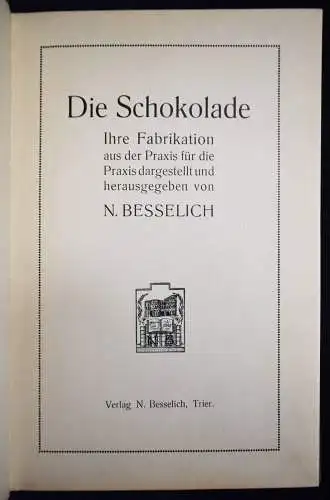 Die Schokolade
Ihre Fabrikation
aus der Praxis für die
Praxis dargestellt und
herausgegeben von
N. BESSELICH
Verlag N. Besselich, Trier.